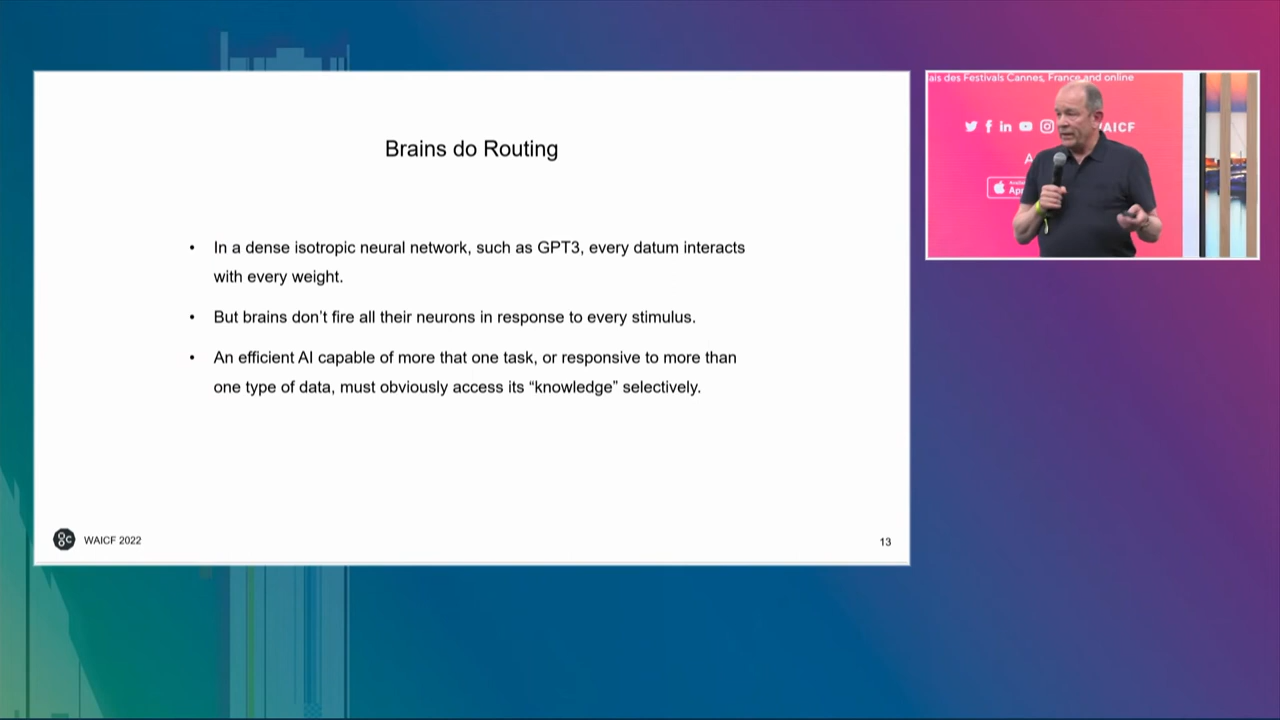 Brains do Routing
• In a dense isotropic neural network, such as GPT3, every datum interacts
with every weight.
• But brains don’t fire all their neurons in response to every stimulus.
• An efficient AI capable of more that one task, or responsive to more than
one type of data, must obviously access its “knowledge” selectively.
WAICF 2022
13
ais des Festivals Cannes, France and online
AICF
A